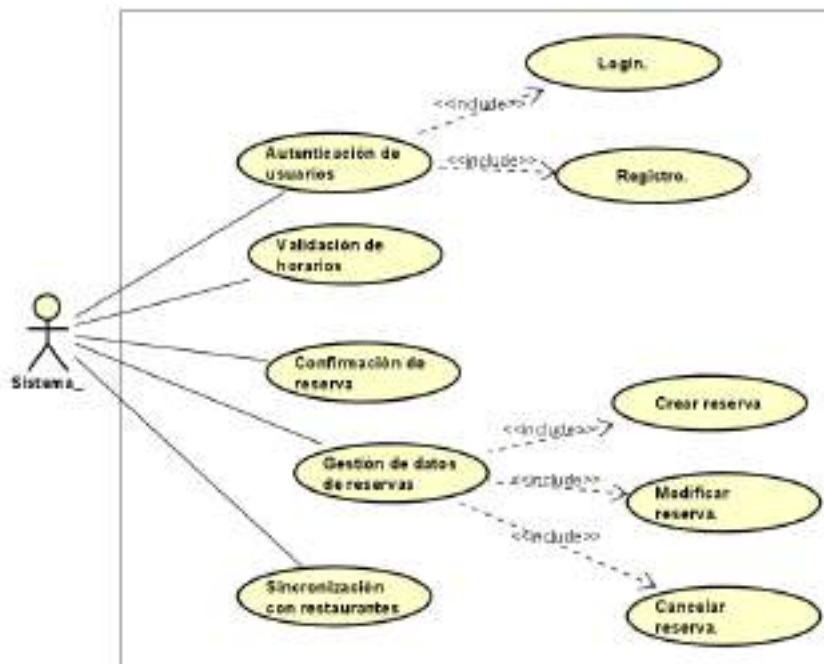 Login.
<<include>>
Autenticación de
usuarios
<<include>>
Registro.
Validación de
horarios
Sistema_
Confirmación de
reserva
Crear reserva
<<include>>
Gestión de datos
de reservas
<<include>>
Modificar
reserva.
<<include>>
Sincronización
con restaurantes
Cancelar
reserva.